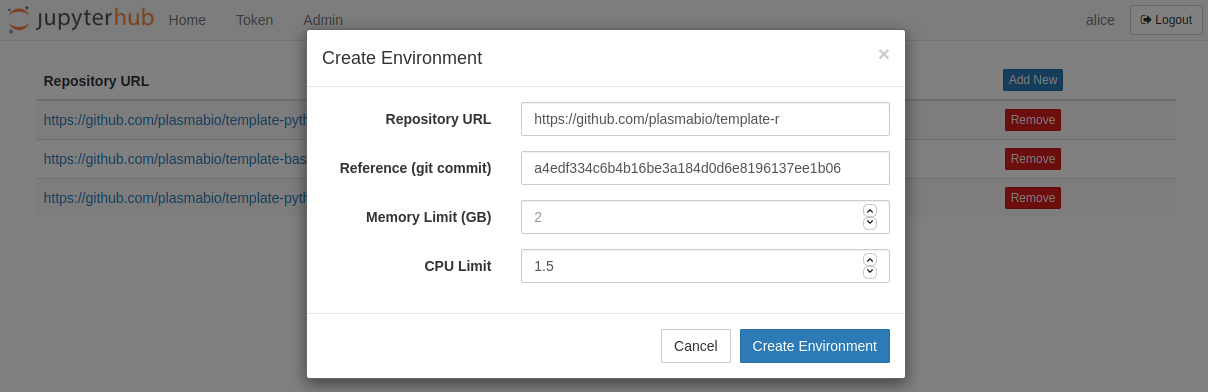 jupyterhub Home Token Admin alice Logout
Create Environment ×
Repository URL Add New
Repository URL https://github.com/plasmabio/template-r
https://github.com/plasmabio/template-pyth Remove
Reference (git commit) a4edf334c6b4b16be3a184d0d6e8196137ee1b06
https://github.com/plasmabio/template-bas Remove
https://github.com/plasmabio/template-pyth Remove
Memory Limit (GB) 2
CPU Limit 1.5
Cancel Create Environment